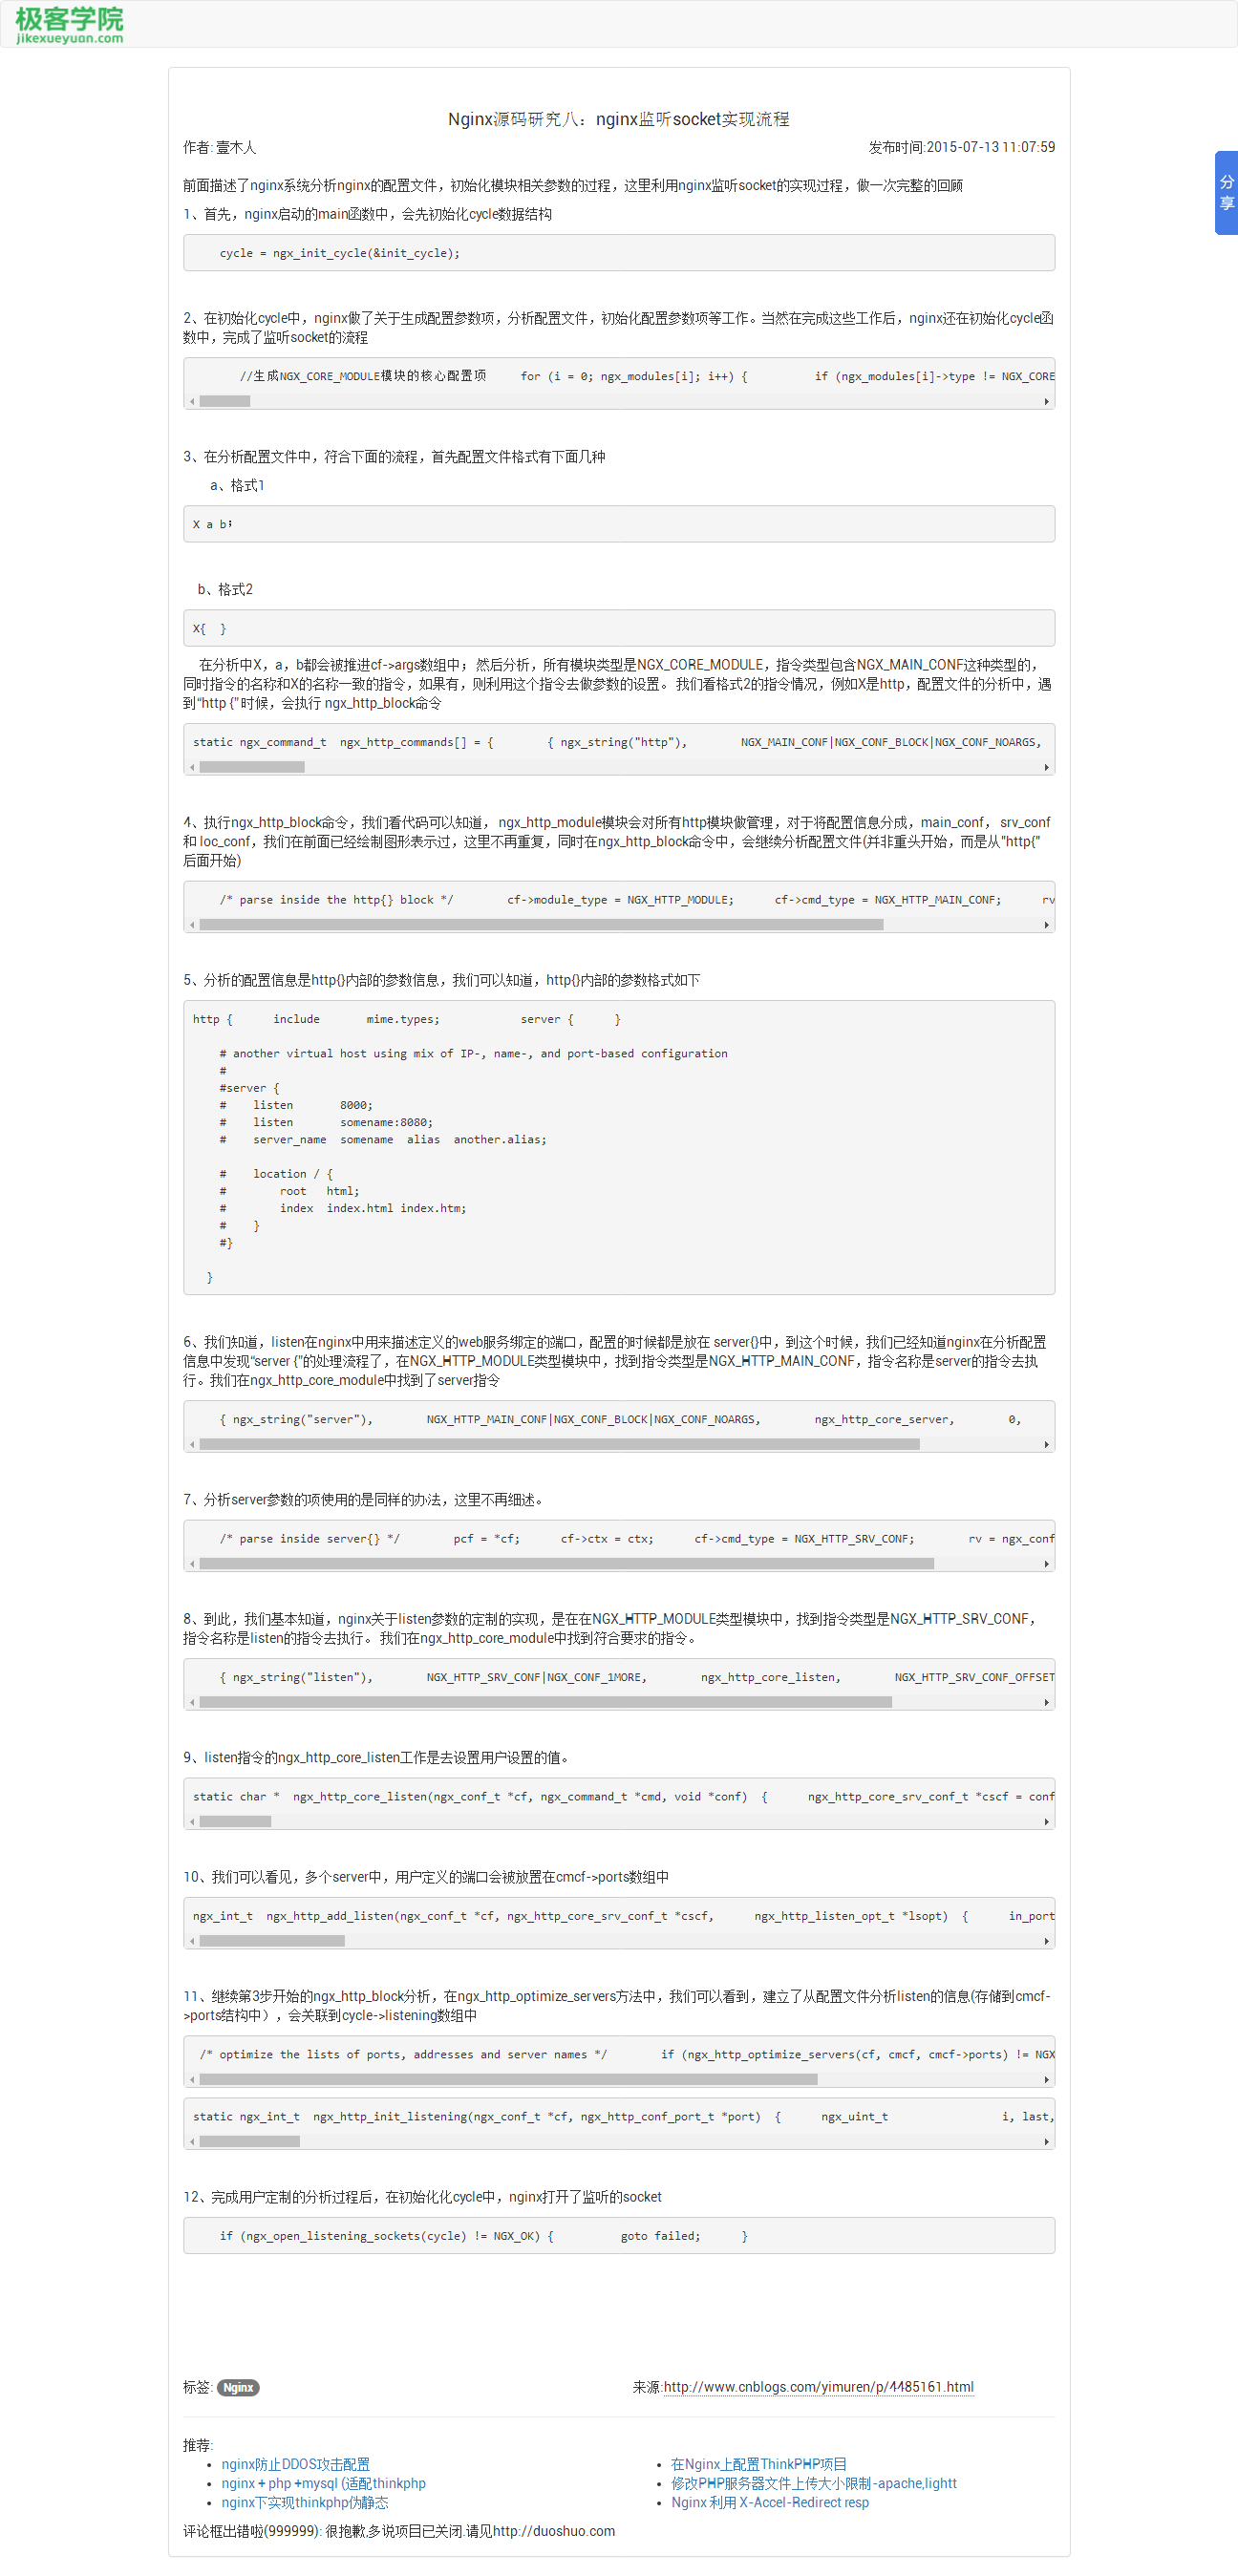 极客学院
jikexueyuan.com
分享
Nginx源码研究八：nginx监听socket实现流程
作者: 壹木人
发布时间:2015-07-13 11:07:59
前面描述了nginx系统分析nginx的配置文件，初始化模块相关参数的过程，这里利用nginx监听socket的实现过程，做一次完整的回顾
1、首先，nginx启动的main函数中，会先初始化cycle数据结构
cycle = ngx_init_cycle(&init_cycle);
2、在初始化cycle中，nginx做了关于生成配置参数项，分析配置文件，初始化配置参数项等工作。当然在完成这些工作后，nginx还在初始化cycle函
数中，完成了监听socket的流程
//生成NGX_CORE_MODULE模块的核心配置项     for (i = 0; ngx_modules[i]; i++) {          if (ngx_modules[i]->type != NGX_CORE
3、在分析配置文件中，符合下面的流程，首先配置文件格式有下面几种
a、格式1
X a b;
b、格式2
X{  }
在分析中X，a，b都会被推进cf->args数组中； 然后分析，所有模块类型是NGX_CORE_MODULE，指令类型包含NGX_MAIN_CONF这种类型的，
同时指令的名称和X的名称一致的指令，如果有，则利用这个指令去做参数的设置。 我们看格式2的指令情况，例如X是http，配置文件的分析中，遇
到“http {” 时候，会执行 ngx_http_block命令
static ngx_command_t  ngx_http_commands[] = {        { ngx_string("http"),        NGX_MAIN_CONF|NGX_CONF_BLOCK|NGX_CONF_NOARGS,
4、执行ngx_http_block命令，我们看代码可以知道， ngx_http_module模块会对所有http模块做管理，对于将配置信息分成，main_conf， srv_conf
和 loc_conf，我们在前面已经绘制图形表示过，这里不再重复，同时在ngx_http_block命令中，会继续分析配置文件(并非重头开始，而是从"http{"
后面开始)
/* parse inside the http{} block */        cf->module_type = NGX_HTTP_MODULE;      cf->cmd_type = NGX_HTTP_MAIN_CONF;      rv
5、分析的配置信息是http{}内部的参数信息，我们可以知道，http{}内部的参数格式如下
http {      include       mime.types;            server {      }
# another virtual host using mix of IP-, name-, and port-based configuration
#
#server {
#    listen       8000;
#    listen       somename:8080;
#    server_name  somename  alias  another.alias;
#    location / {
#        root   html;
#        index  index.html index.htm;
#    }
#}
}
6、我们知道，listen在nginx中用来描述定义的web服务绑定的端口，配置的时候都是放在 server{}中，到这个时候，我们已经知道nginx在分析配置
信息中发现“server {”的处理流程了，在NGX_HTTP_MODULE类型模块中，找到指令类型是NGX_HTTP_MAIN_CONF，指令名称是server的指令去执
行。我们在ngx_http_core_module中找到了server指令
{ ngx_string("server"),        NGX_HTTP_MAIN_CONF|NGX_CONF_BLOCK|NGX_CONF_NOARGS,        ngx_http_core_server,        0,
7、分析server参数的项使用的是同样的办法，这里不再细述。
/* parse inside server{} */        pcf = *cf;      cf->ctx = ctx;      cf->cmd_type = NGX_HTTP_SRV_CONF;        rv = ngx_conf
8、到此，我们基本知道，nginx关于listen参数的定制的实现，是在在NGX_HTTP_MODULE类型模块中，找到指令类型是NGX_HTTP_SRV_CONF，
指令名称是listen的指令去执行。 我们在ngx_http_core_module中找到符合要求的指令。
{ ngx_string("listen"),        NGX_HTTP_SRV_CONF|NGX_CONF_1MORE,        ngx_http_core_listen,        NGX_HTTP_SRV_CONF_OFFSET
9、listen指令的ngx_http_core_listen工作是去设置用户设置的值。
static char *  ngx_http_core_listen(ngx_conf_t *cf, ngx_command_t *cmd, void *conf)  {      ngx_http_core_srv_conf_t *cscf = conf
10、我们可以看见，多个server中，用户定义的端口会被放置在cmcf->ports数组中
ngx_int_t  ngx_http_add_listen(ngx_conf_t *cf, ngx_http_core_srv_conf_t *cscf,      ngx_http_listen_opt_t *lsopt)  {      in_port
11、继续第3步开始的ngx_http_block分析，在ngx_http_optimize_servers方法中，我们可以看到，建立了从配置文件分析listen的信息(存储到cmcf-
>ports结构中），会关联到cycle->listening数组中
/* optimize the lists of ports, addresses and server names */        if (ngx_http_optimize_servers(cf, cmcf, cmcf->ports) != NGX
static ngx_int_t  ngx_http_init_listening(ngx_conf_t *cf, ngx_http_conf_port_t *port)  {      ngx_uint_t                 i, last,
12、完成用户定制的分析过程后，在初始化化cycle中，nginx打开了监听的socket
if (ngx_open_listening_sockets(cycle) != NGX_OK) {          goto failed;      }
标签: Nginx
来源:http://www.cnblogs.com/yimuren/p/4485161.html
推荐:
nginx防止DDOS攻击配置
在Nginx上配置ThinkPHP项目
nginx + php +mysql (适配thinkphp
修改PHP服务器文件上传大小限制-apache,lightt
nginx下实现thinkphp伪静态
Nginx 利用 X-Accel-Redirect resp
评论框出错啦(999999): 很抱歉,多说项目已关闭.请见http://duoshuo.com